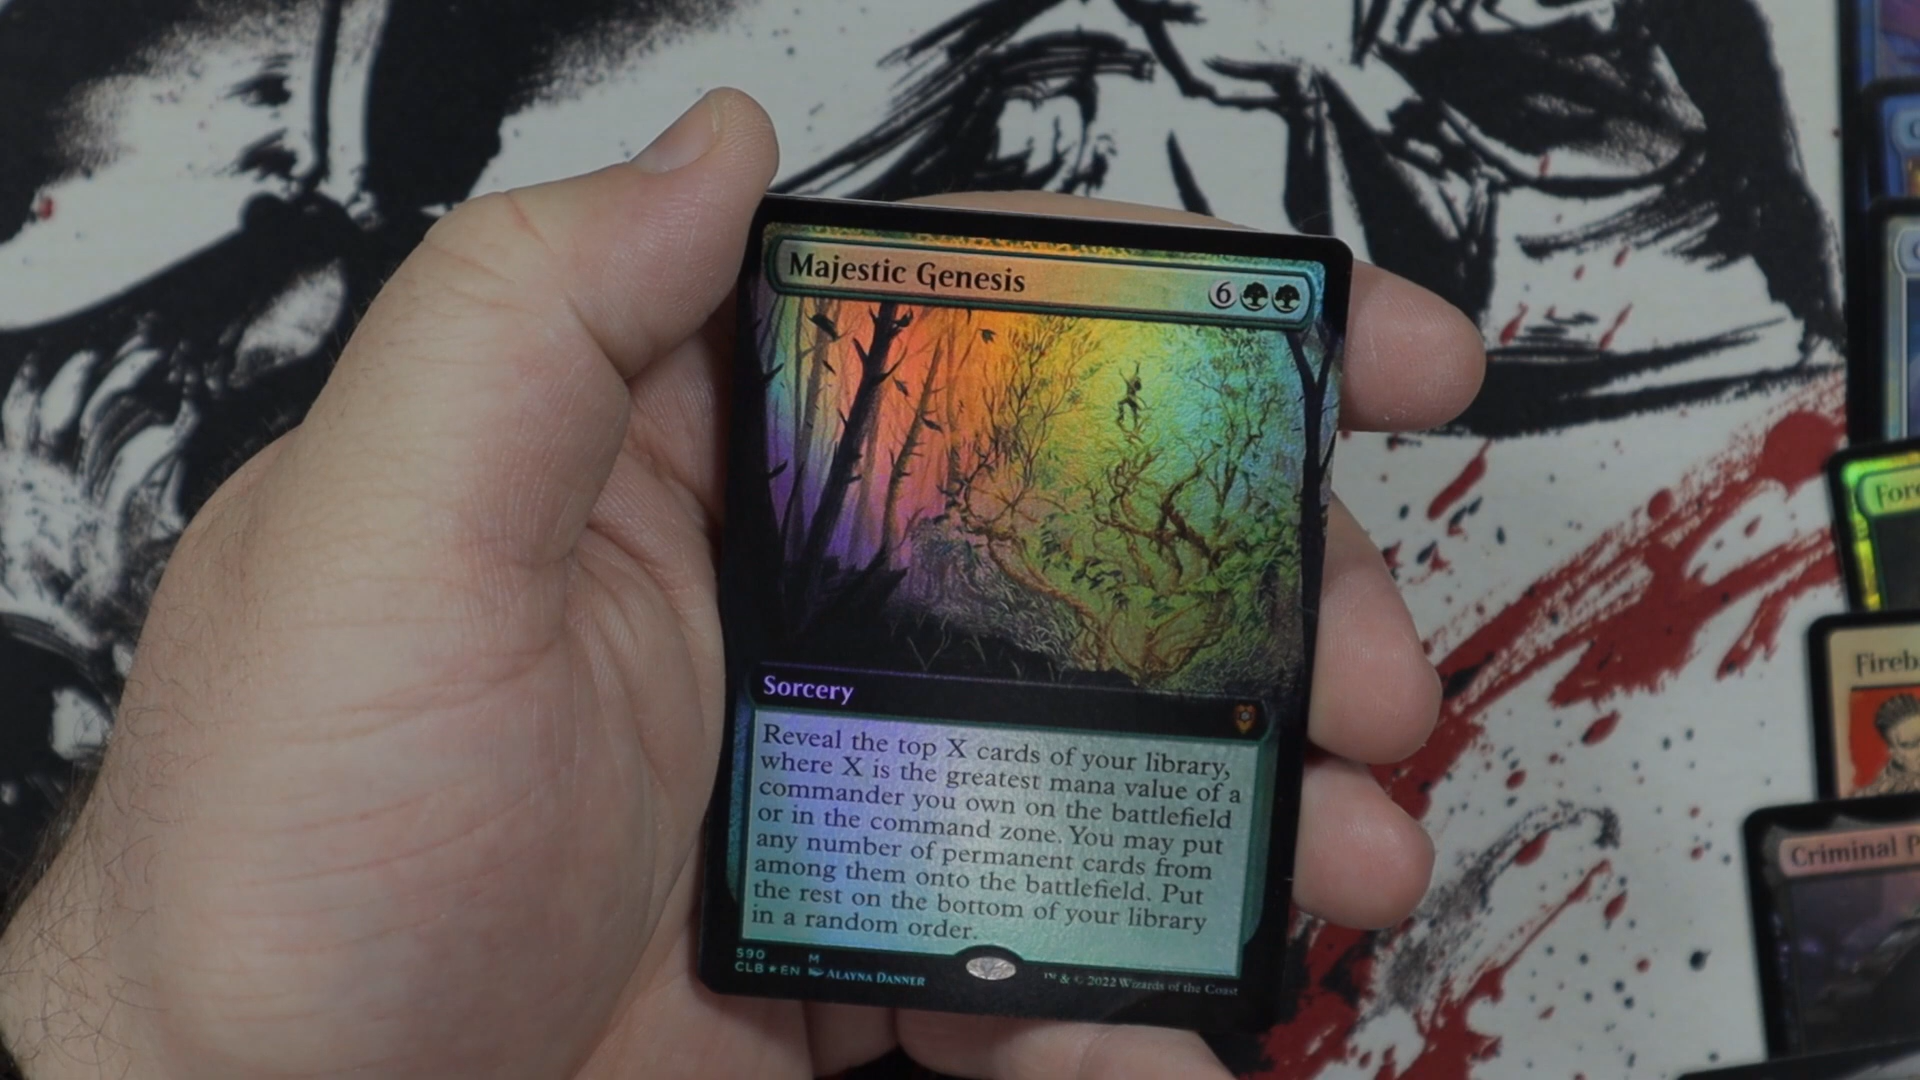 Majestic Genesis
6
Sorcery
Reveal the top X cards of your library,
where X is the greatest mana value of a
commander you own on the battlefield
or in the command zone. You may put
any number of permanent cards from
among them onto the battlefield. Put
the rest on the bottom of your library
in a random order.
590 M
CLB★EN ALAYNA DANNER
™ & © 2022 Wizards of the Coast
Criminal P
Fireb
Fore